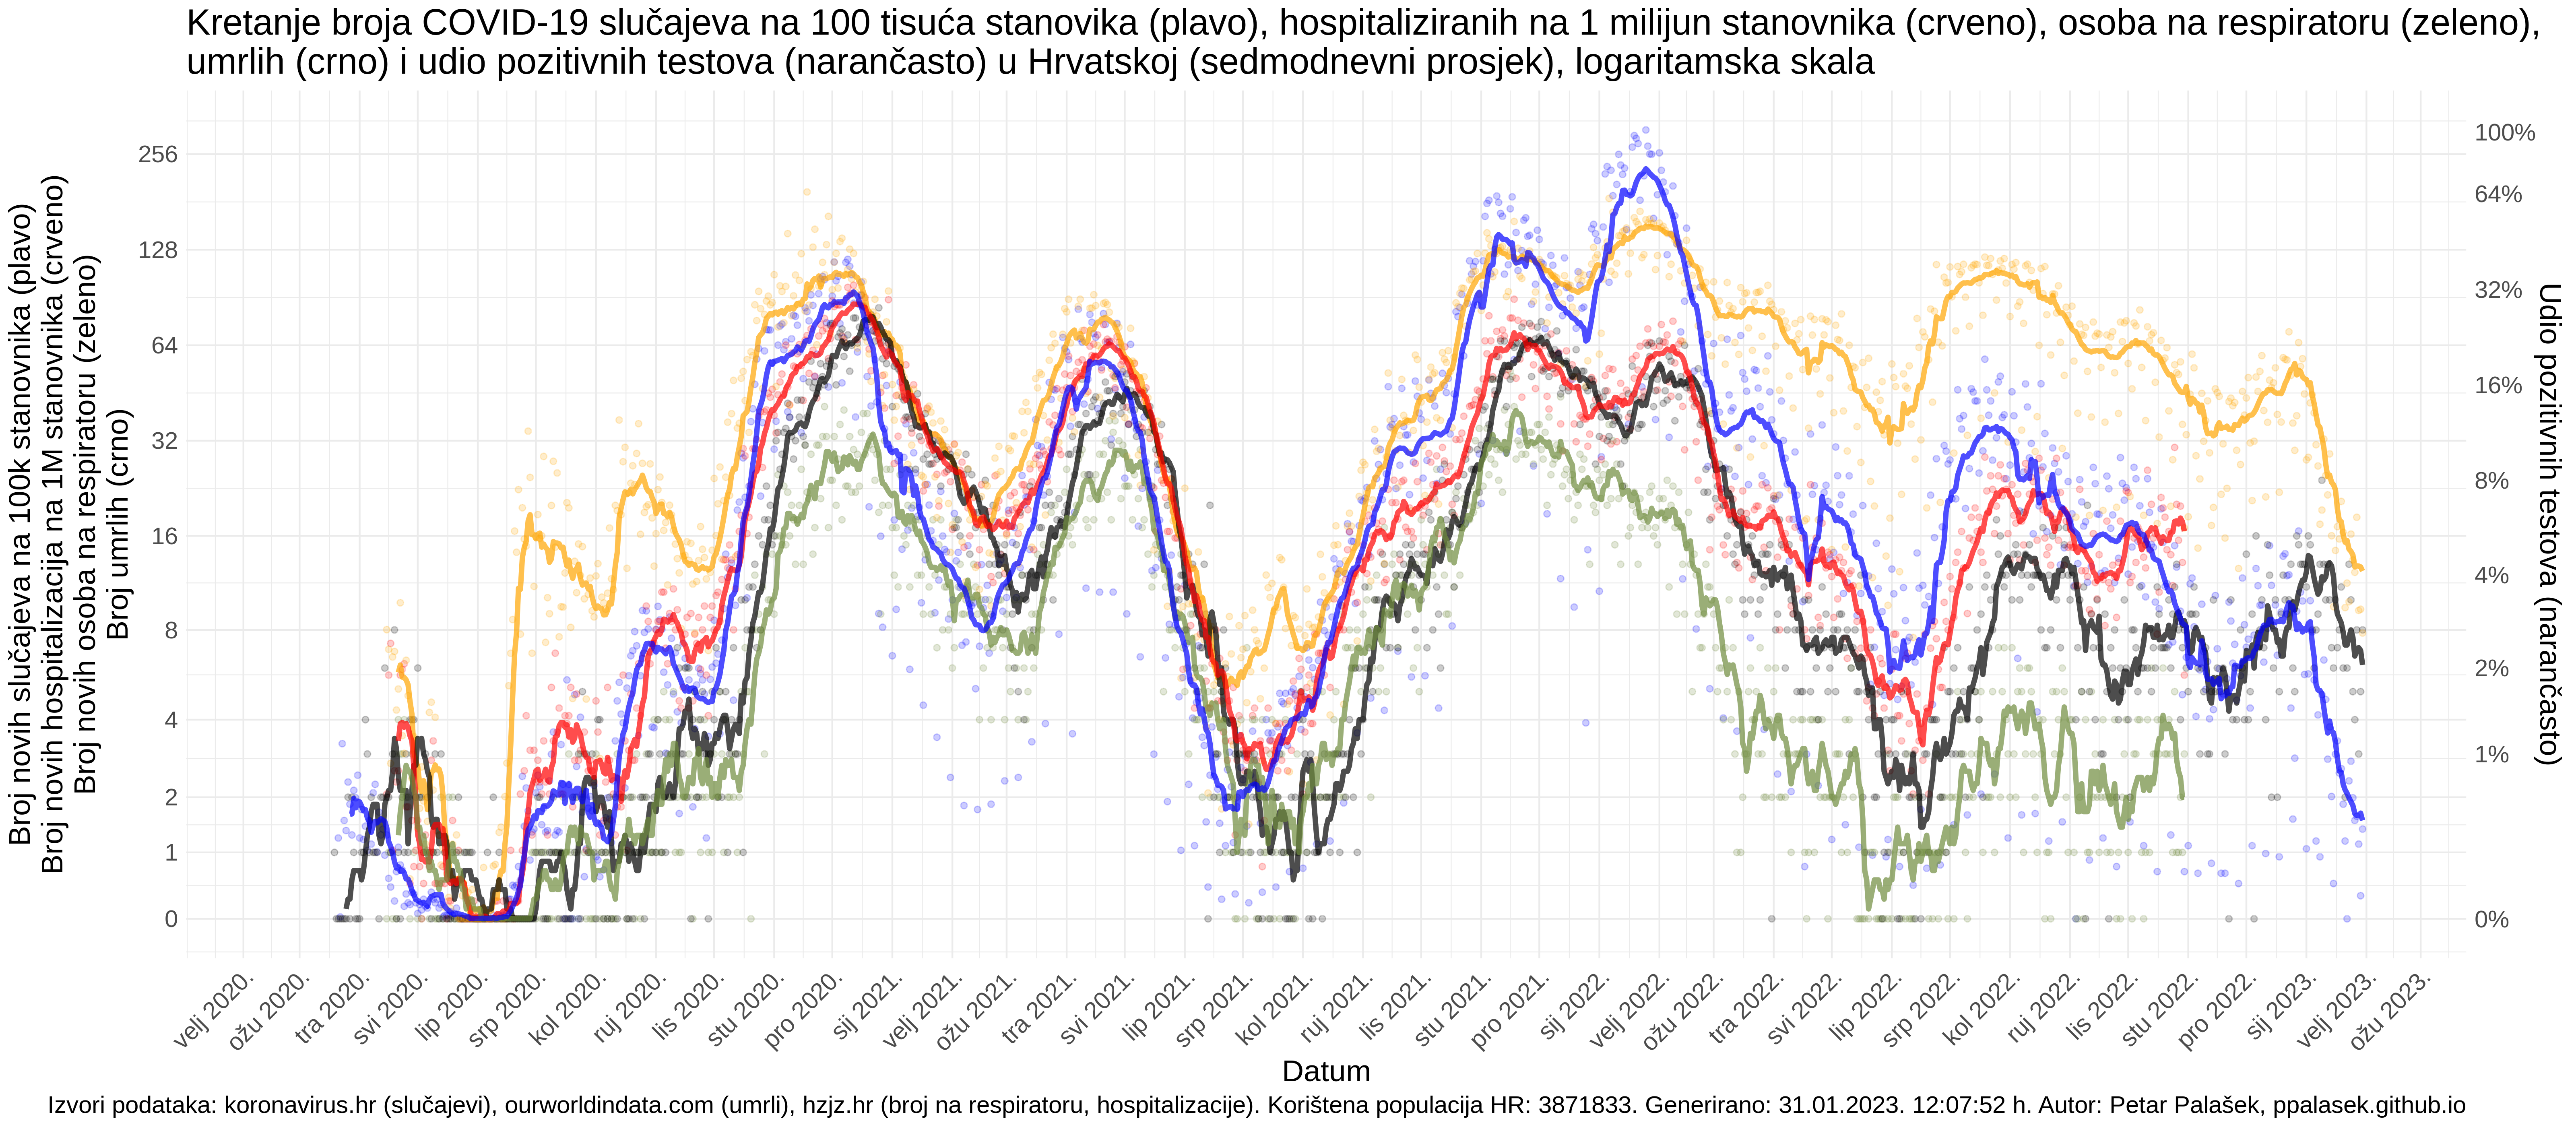 Kretanje broja COVID-19 slučajeva na 100 tisuća stanovika (plavo), hospitaliziranih na 1 milijun stanovnika (crveno), osoba na respiratoru (zeleno),
umrlih (crno) i udio pozitivnih testova (narančasto) u Hrvatskoj (sedmodnevni prosjek), logaritamska skala
Broj novih slučajeva na 100k stanovnika (plavo)
Broj novih hospitalizacija na 1M stanovnika (crveno)
Broj novih osoba na respiratoru (zeleno)
Broj umrlih (crno)
256
128
64
32
16
8
4
2
1
0
100%
64%
32%
16%
8%
4%
2%
1%
0%
Udio pozitivnih testova (narančasto)
velj 2020.
ožu 2020.
tra 2020.
svi 2020.
lip 2020.
srp 2020.
kol 2020.
ruj 2020.
lis 2020.
stu 2020.
pro 2020.
sij 2021.
velj 2021.
ožu 2021.
tra 2021.
svi 2021.
lip 2021.
srp 2021.
kol 2021.
ruj 2021.
lis 2021.
stu 2021.
pro 2021.
sij 2022.
velj 2022.
ožu 2022.
tra 2022.
svi 2022.
lip 2022.
srp 2022.
kol 2022.
ruj 2022.
lis 2022.
stu 2022.
pro 2022.
sij 2023.
velj 2023.
ožu 2023.
Datum
Izvori podataka: koronavirus.hr (slučajevi), ourworldindata.com (umrli), hzjz.hr (broj na respiratoru, hospitalizacije). Korištena populacija HR: 3871833. Generirano: 31.01.2023. 12:07:52 h. Autor: Petar Palašek, ppalasek.github.io